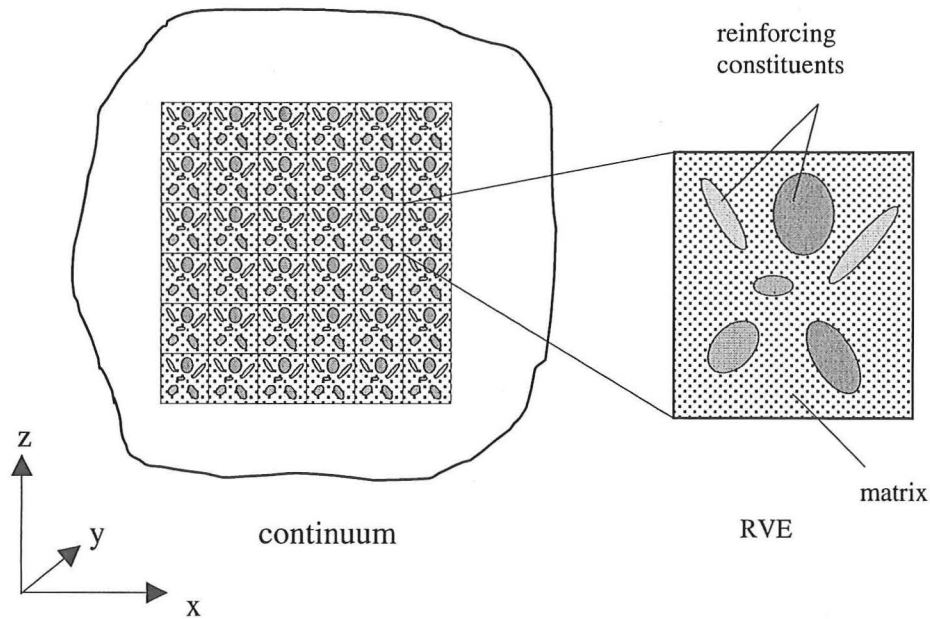 reinforcing
constituents
z
y
x
continuum
matrix
RVE